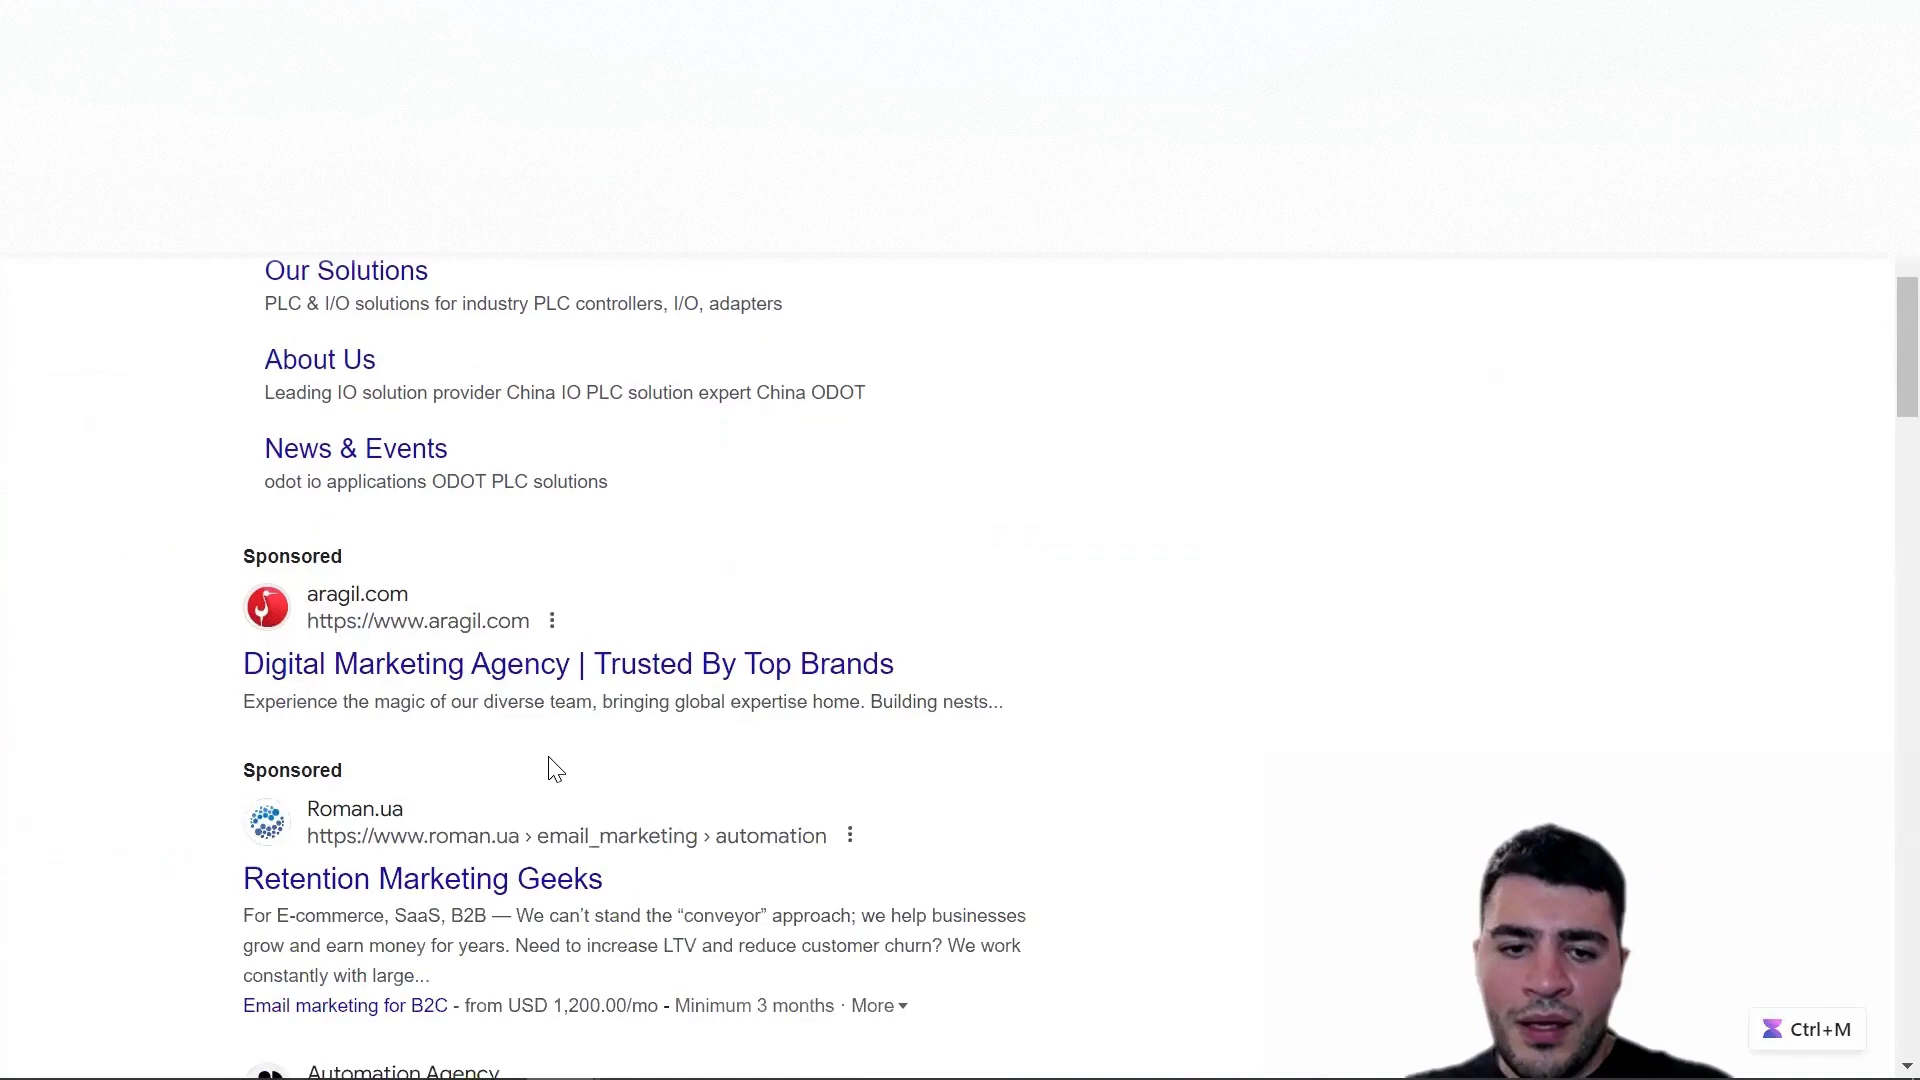 Our Solutions
PLC & I/O solutions for industry PLC controllers, I/O, adapters
About Us
Leading IO solution provider China IO PLC solution expert China ODOT
News & Events
odot io applications ODOT PLC solutions
Sponsored
aragil.com
https://www.aragil.com
Digital Marketing Agency | Trusted By Top Brands
Experience the magic of our diverse team, bringing global expertise home. Building nests...
Sponsored
Roman.ua
https://www.roman.ua › email_marketing › automation
Retention Marketing Geeks
For E-commerce, SaaS, B2B — We can’t stand the “conveyor” approach; we help businesses
grow and earn money for years. Need to increase LTV and reduce customer churn? We work
constantly with large...
Email marketing for B2C - from USD 1,200.00/mo - Minimum 3 months · More
Ctrl+M
Automation Agency